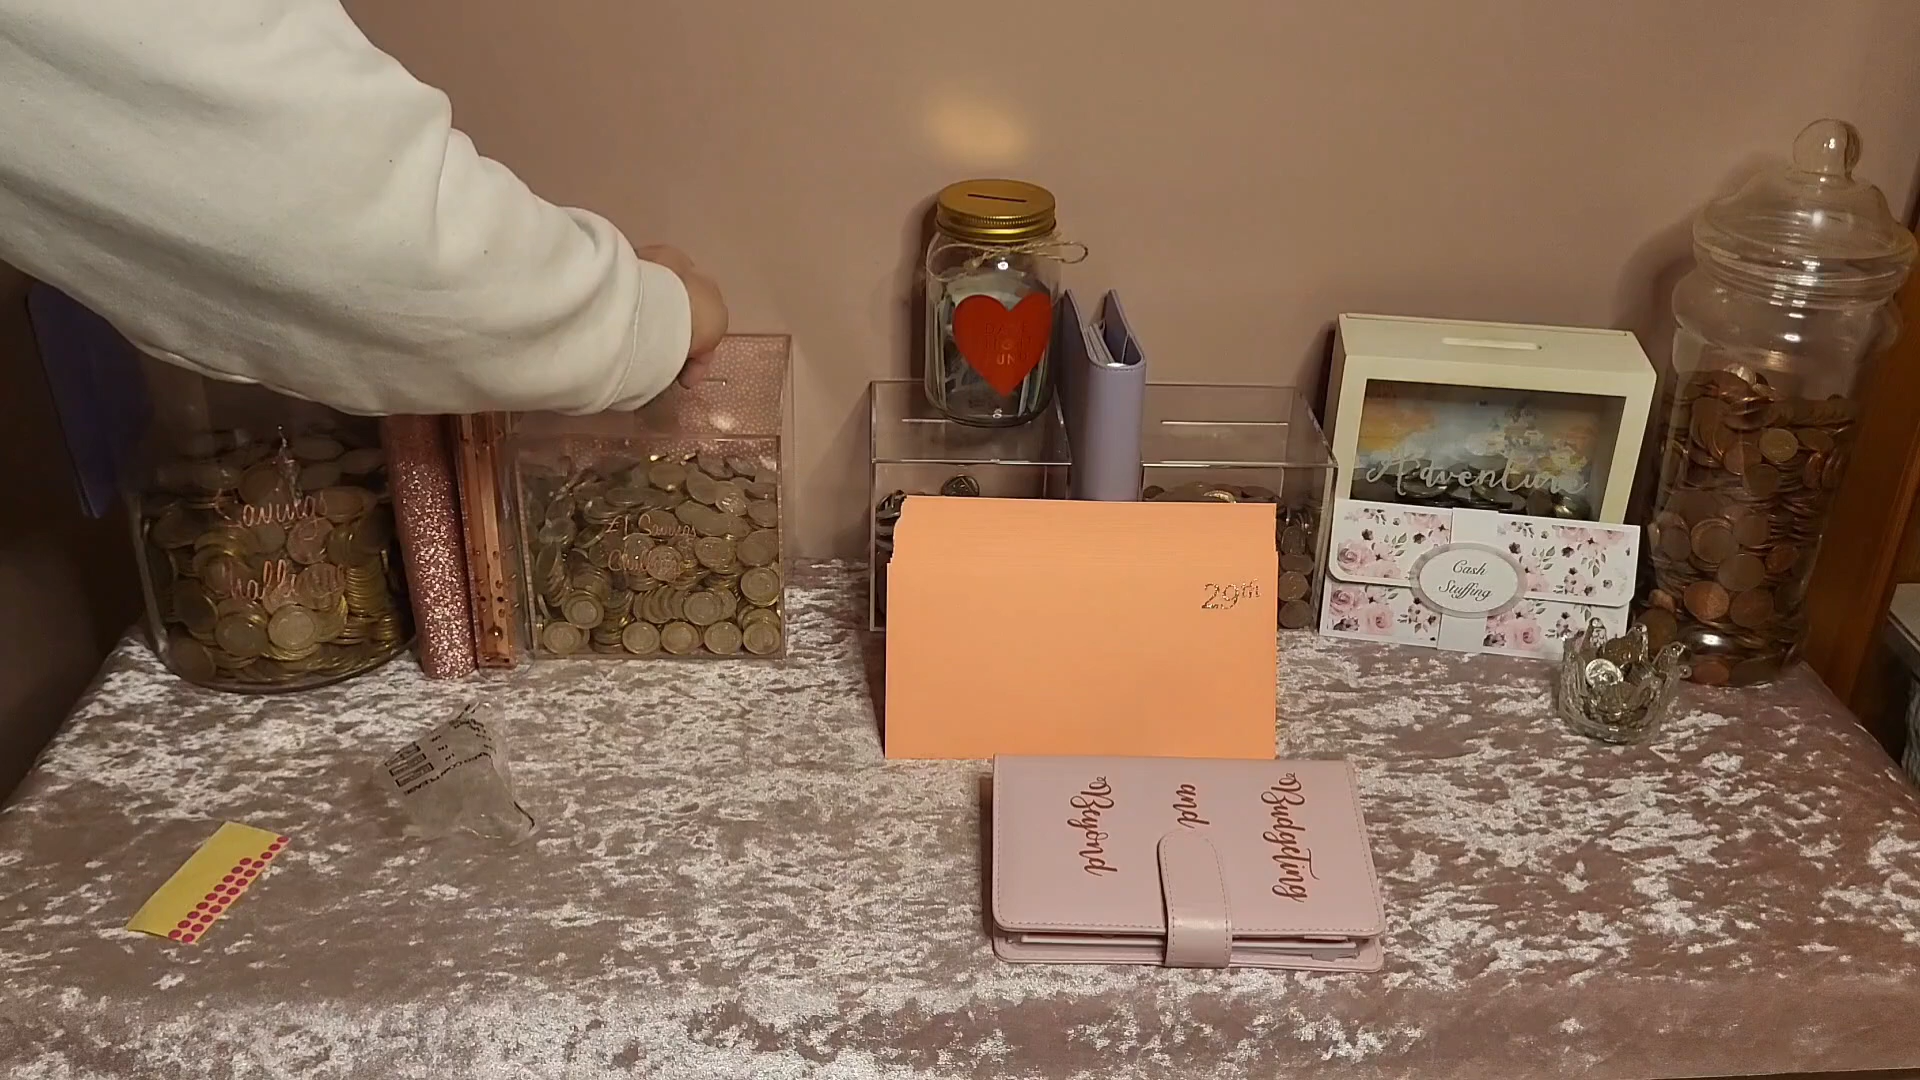 Savings
Challenge
£1 Savings
Challenge
29th
Adventure
Cash
Stuffing
Budgeting
and
Beyond